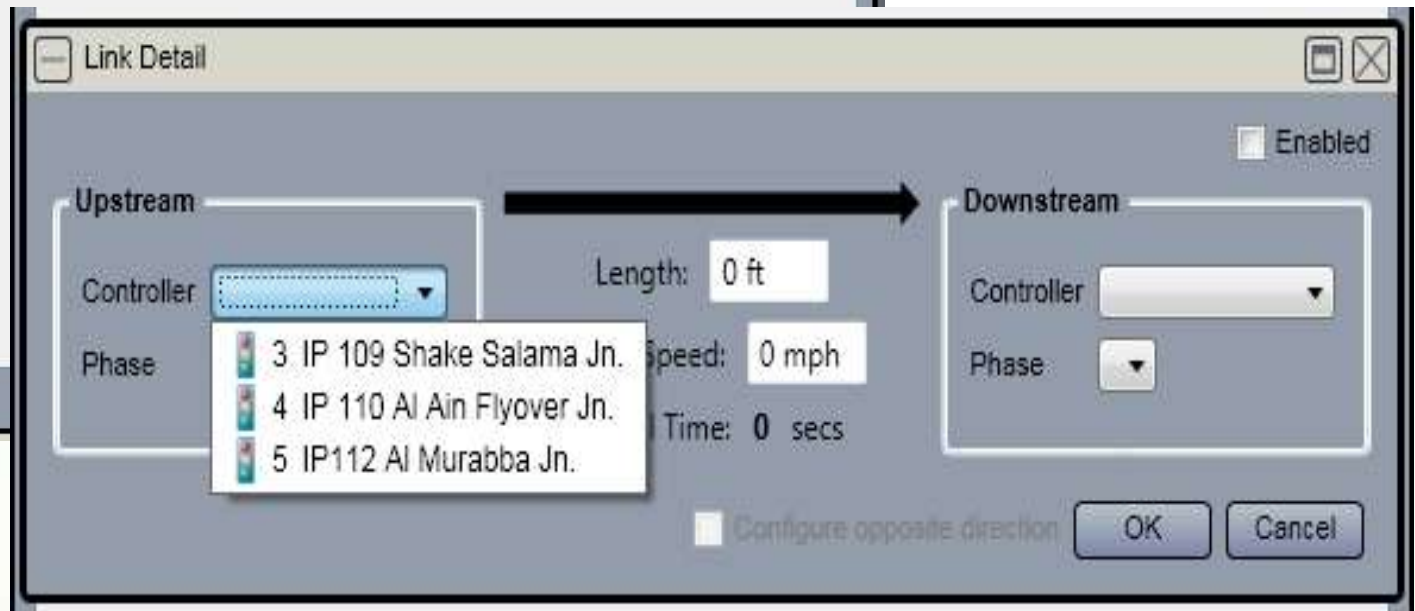 Link Detail
Enabled
Upstream
Downstream
Controller
Length: 0 ft
Controller
3 IP 109 Shake Salama Jn.
4 IP 110 Al Ain Flyover Jn.
5 IP112 Al Murabba Jn.
Phase
Speed: 0 mph
Phase
Time: 0 secs
Configure opposite direction
OK
Cancel